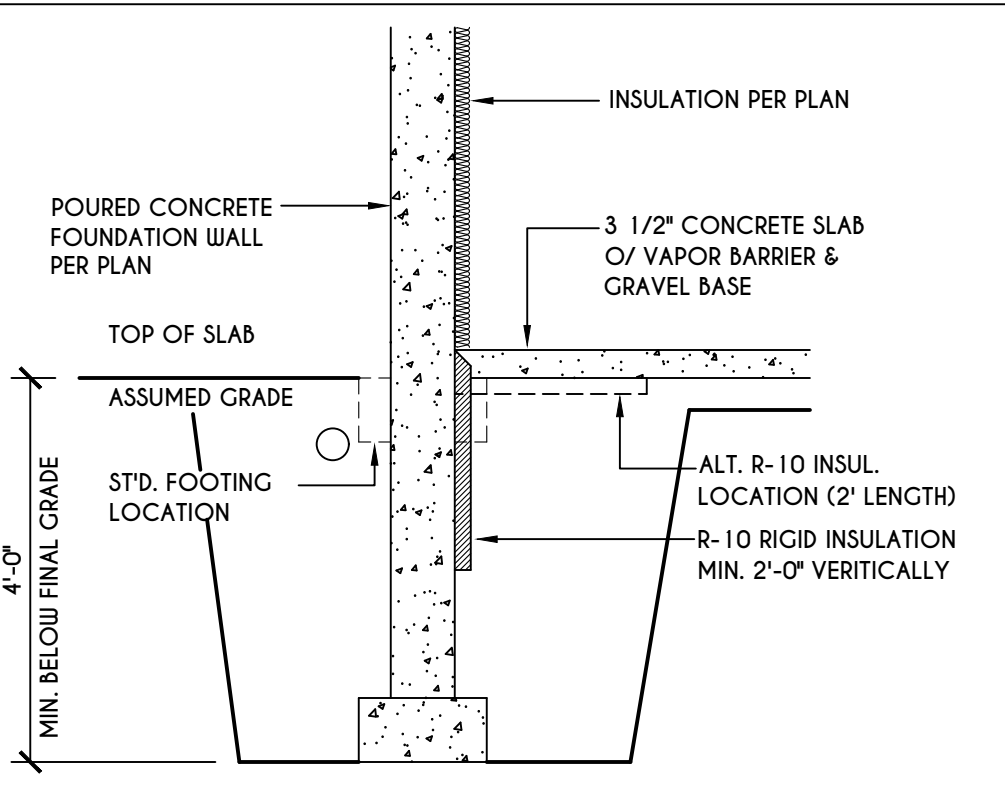 INSULATION PER PLAN
POURED CONCRETE
FOUNDATION WALL
PER PLAN
3 1/2" CONCRETE SLAB
O/ VAPOR BARRIER &
GRAVEL BASE
TOP OF SLAB
ASSUMED GRADE
ST'D. FOOTING
LOCATION
ALT. R-10 INSUL.
LOCATION (2' LENGTH)
R-10 RIGID INSULATION
MIN. 2'-0" VERITICALLY
4'-0"
MIN. BELOW FINAL GRADE